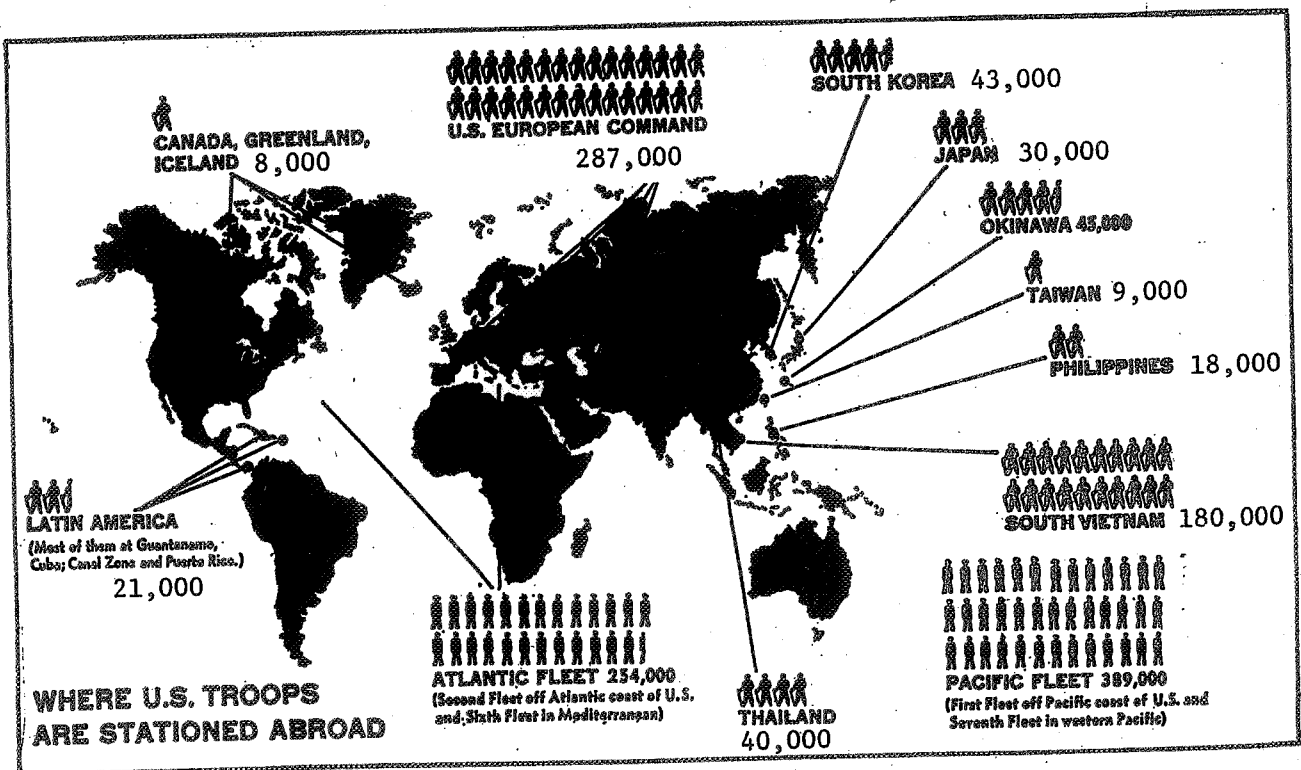 CANADA, GREENLAND,
ICELAND 8,000
U.S. EUROPEAN COMMAND
287,000
SOUTH KOREA 43,000
JAPAN 30,000
OKINAWA 45,000
TAIWAN 9,000
PHILIPPINES 18,000
SOUTH VIETNAM 180,000
LATIN AMERICA
(Most of them at Guantanamo,
Cuba; Canal Zone and Puerto Rico.)
21,000
ATLANTIC FLEET 254,000
(Second Fleet off Atlantic coast of U.S.
and Sixth Fleet in Mediterranean)
THAILAND
40,000
PACIFIC FLEET 389,000
(First Fleet off Pacific coast of U.S. and
Seventh Fleet in western Pacific)
WHERE U.S. TROOPS
ARE STATIONED ABROAD